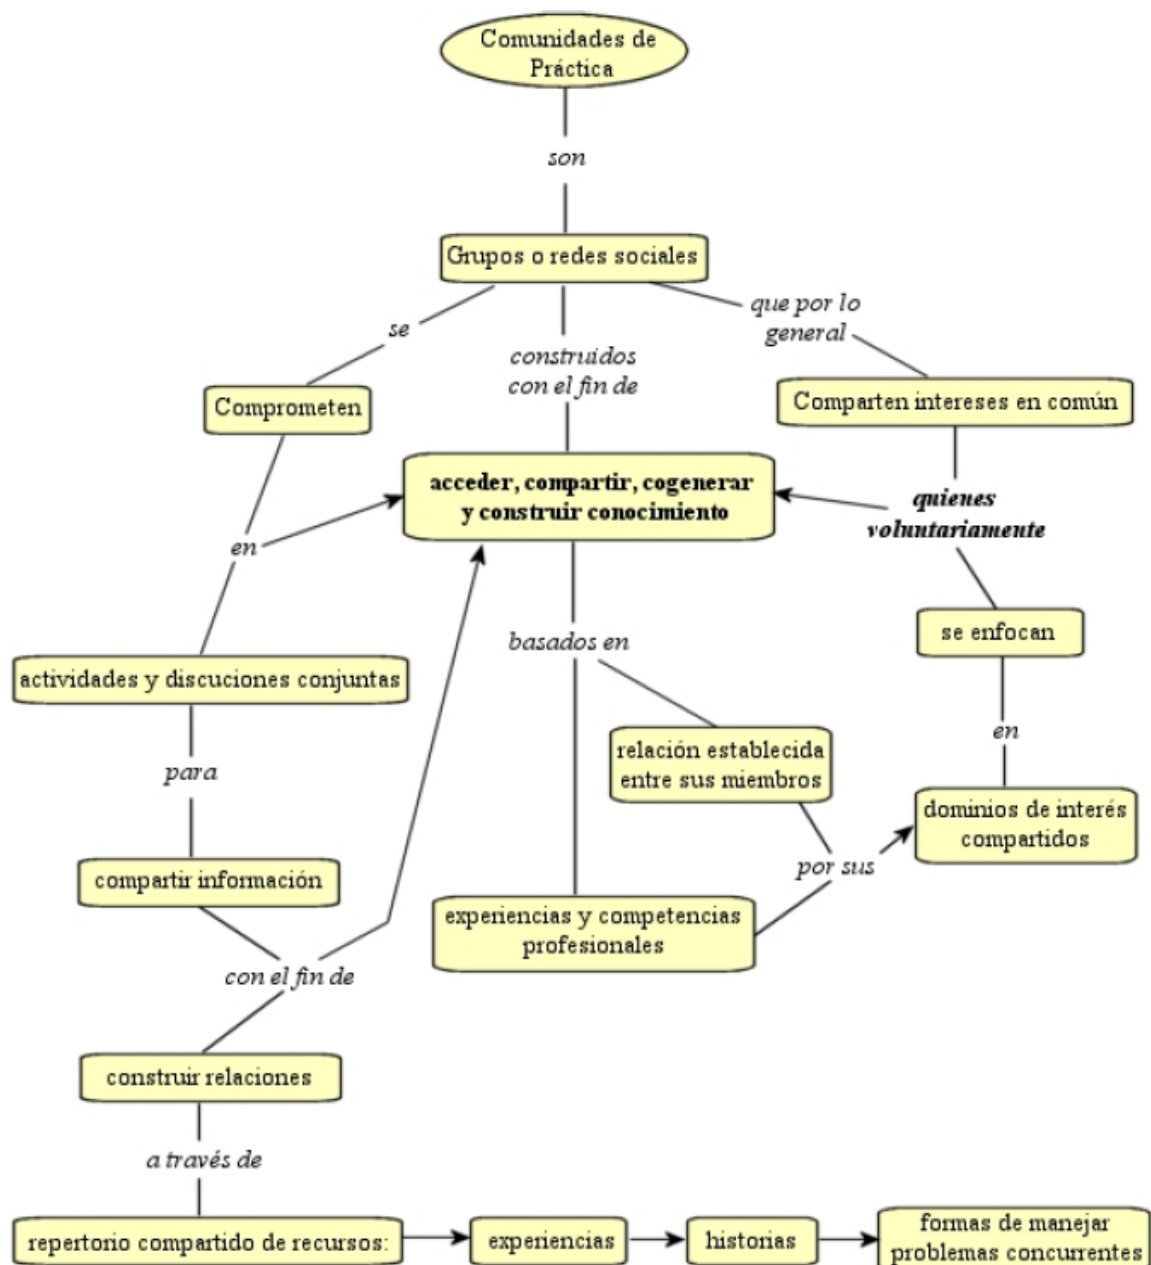 Comunidades de
Práctica
son
Grupos o redes sociales
se
construidos
con el fin de
que por lo
general
Comprometen
Comparten intereses en común
acceder, compartir, cogenerar
y construir conocimiento
quienes
voluntariamente
en
basados en
se enfocan
actividades y discuciones conjuntas
para
relación establecida
entre sus miembros
en
dominios de interés
compartidos
por sus
compartir información
experiencias y competencias
profesionales
con el fin de
construir relaciones
a través de
repertorio compartido de recursos:
experiencias
historias
formas de manejar
problemas concurrentes